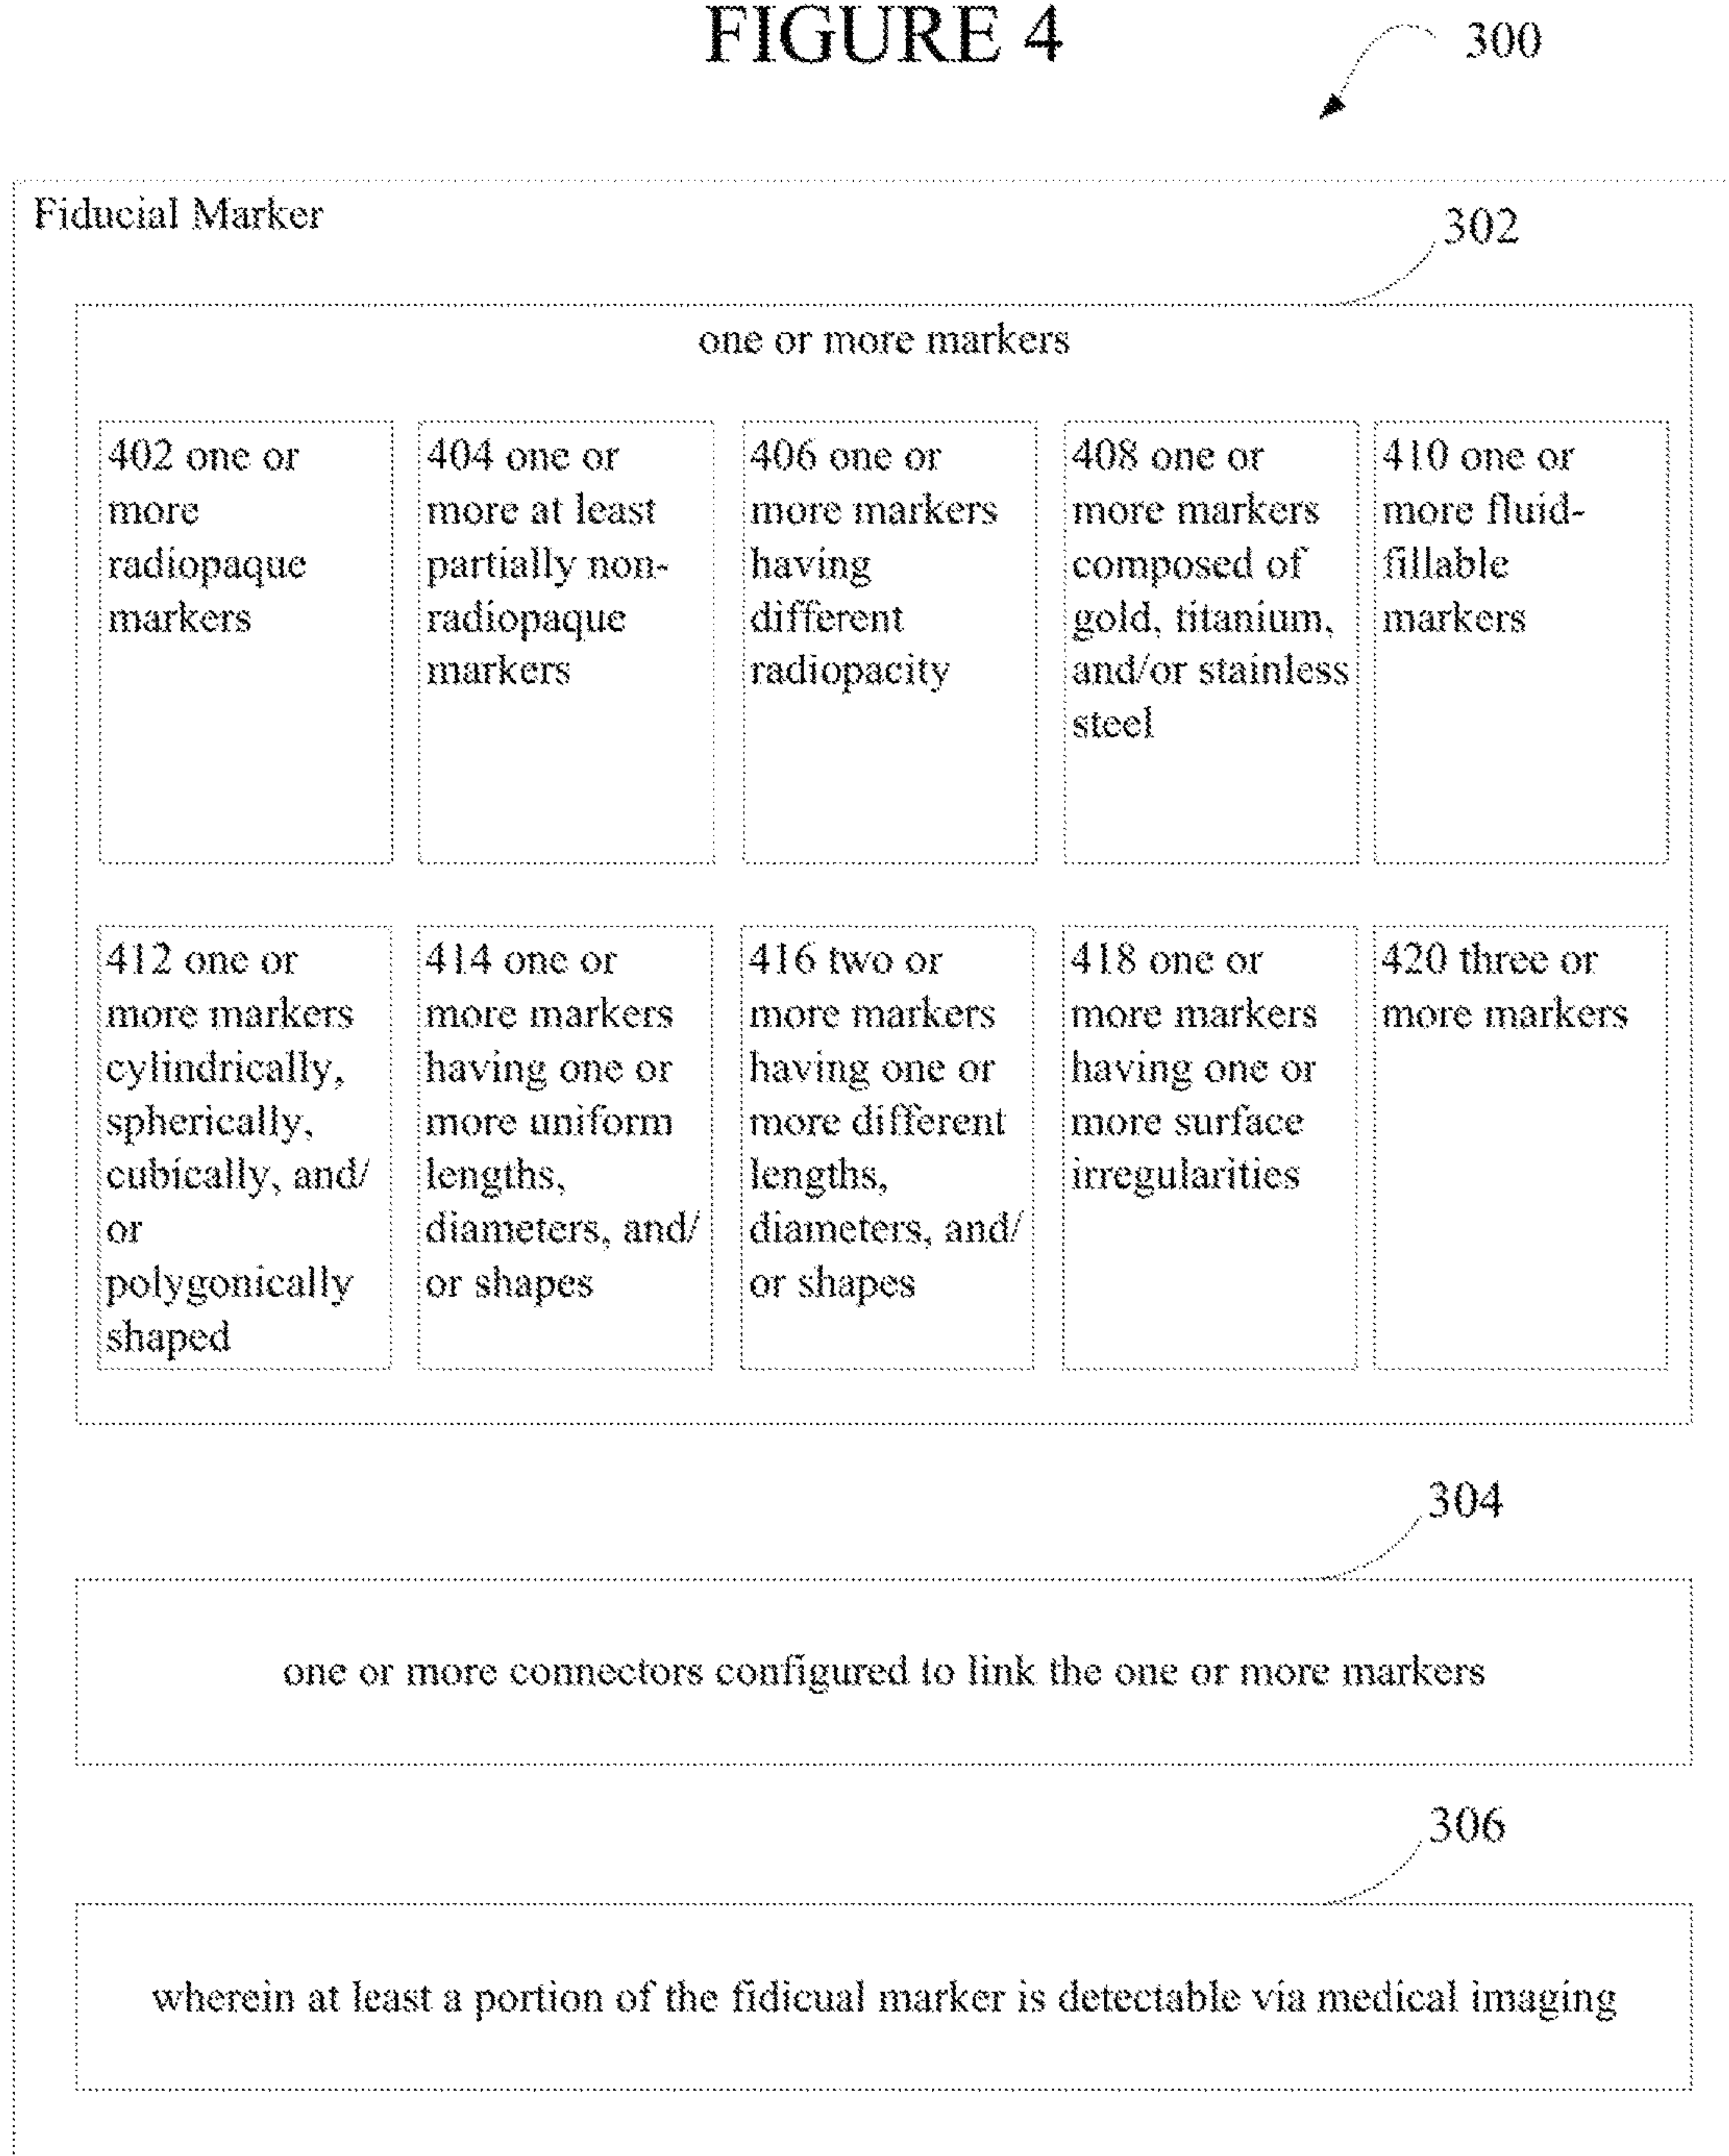 FIGURE 4
300
Fiducial Marker
302
one or more markers
402 one or
more
radiopaque
markers
404 one or
more at least
partially non-
radiopaque
markers
406 one or
more markers
having
different
radiopacity
408 one or
more markers
composed of
gold, titanium,
and/or stainless
steel
410 one or
more fluid-
fillable
markers
412 one or
more markers
cylindrically,
spherically,
cubically, and/
or
polygonically
shaped
414 one or
more markers
having one or
more uniform
lengths,
diameters, and/
or shapes
416 two or
more markers
having one or
more different
lengths,
diameters, and/
or shapes
418 one or
more markers
having one or
more surface
irregularities
420 three or
more markers
304
one or more connectors configured to link the one or more markers
306
wherein at least a portion of the fidicual marker is detectable via medical imaging